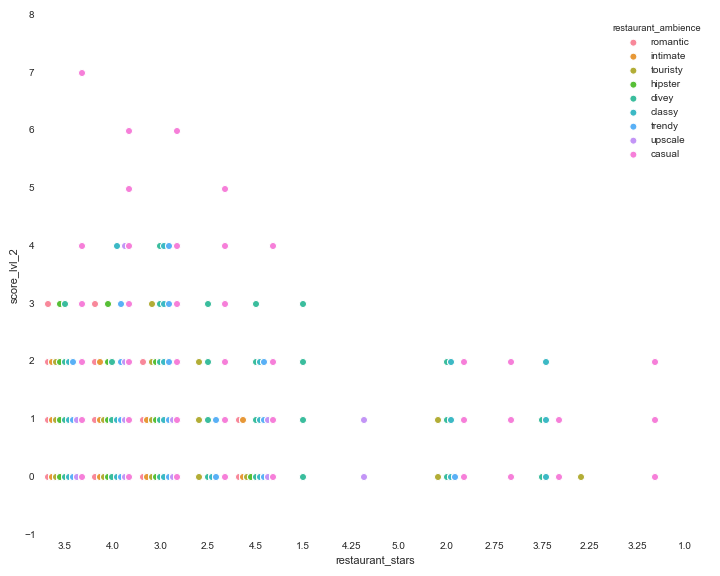 8
7
6
5
4
3
2
1
0
−1
score_lvl_2
restaurant_ambience
romantic
intimate
touristy
hipster
divey
classy
trendy
upscale
casual
3.5 4.0 3.0 2.5 4.5 1.5 4.25 5.0 2.0 2.75 3.75 2.25 3.25 1.0
restaurant_stars